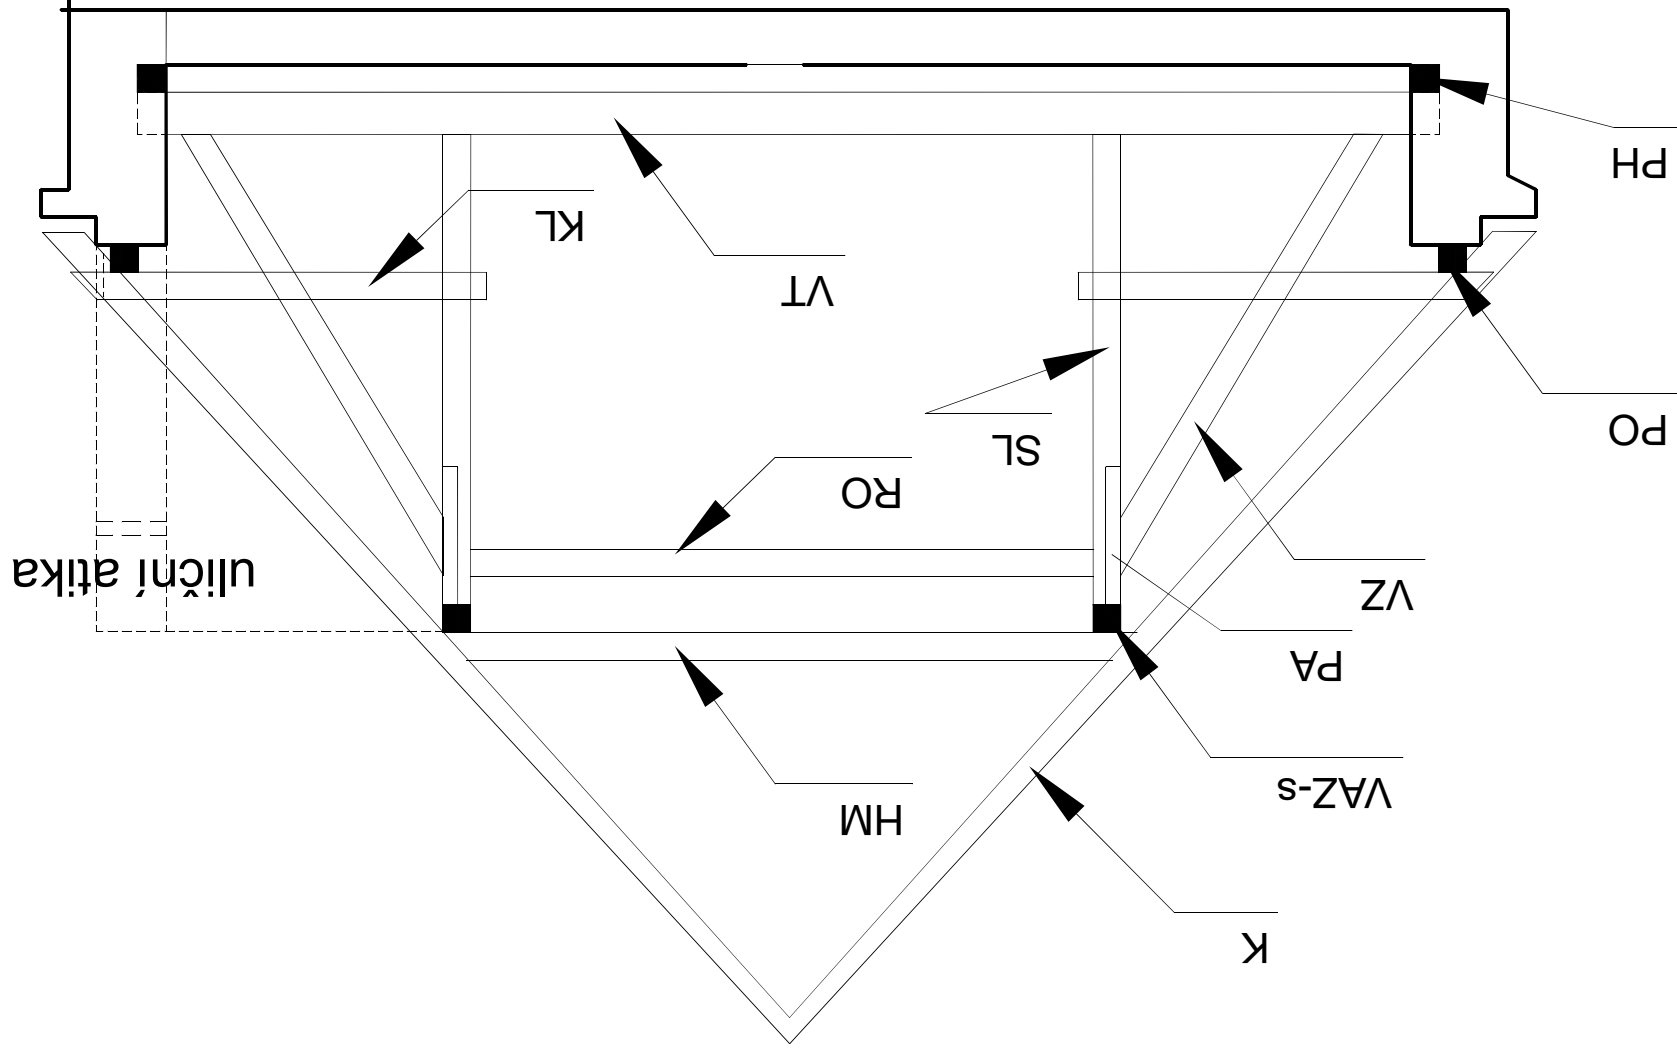 K
VAZ-s
HM
PA
VZ
uliční atika
RO
SL
PO
VT
KL
PH